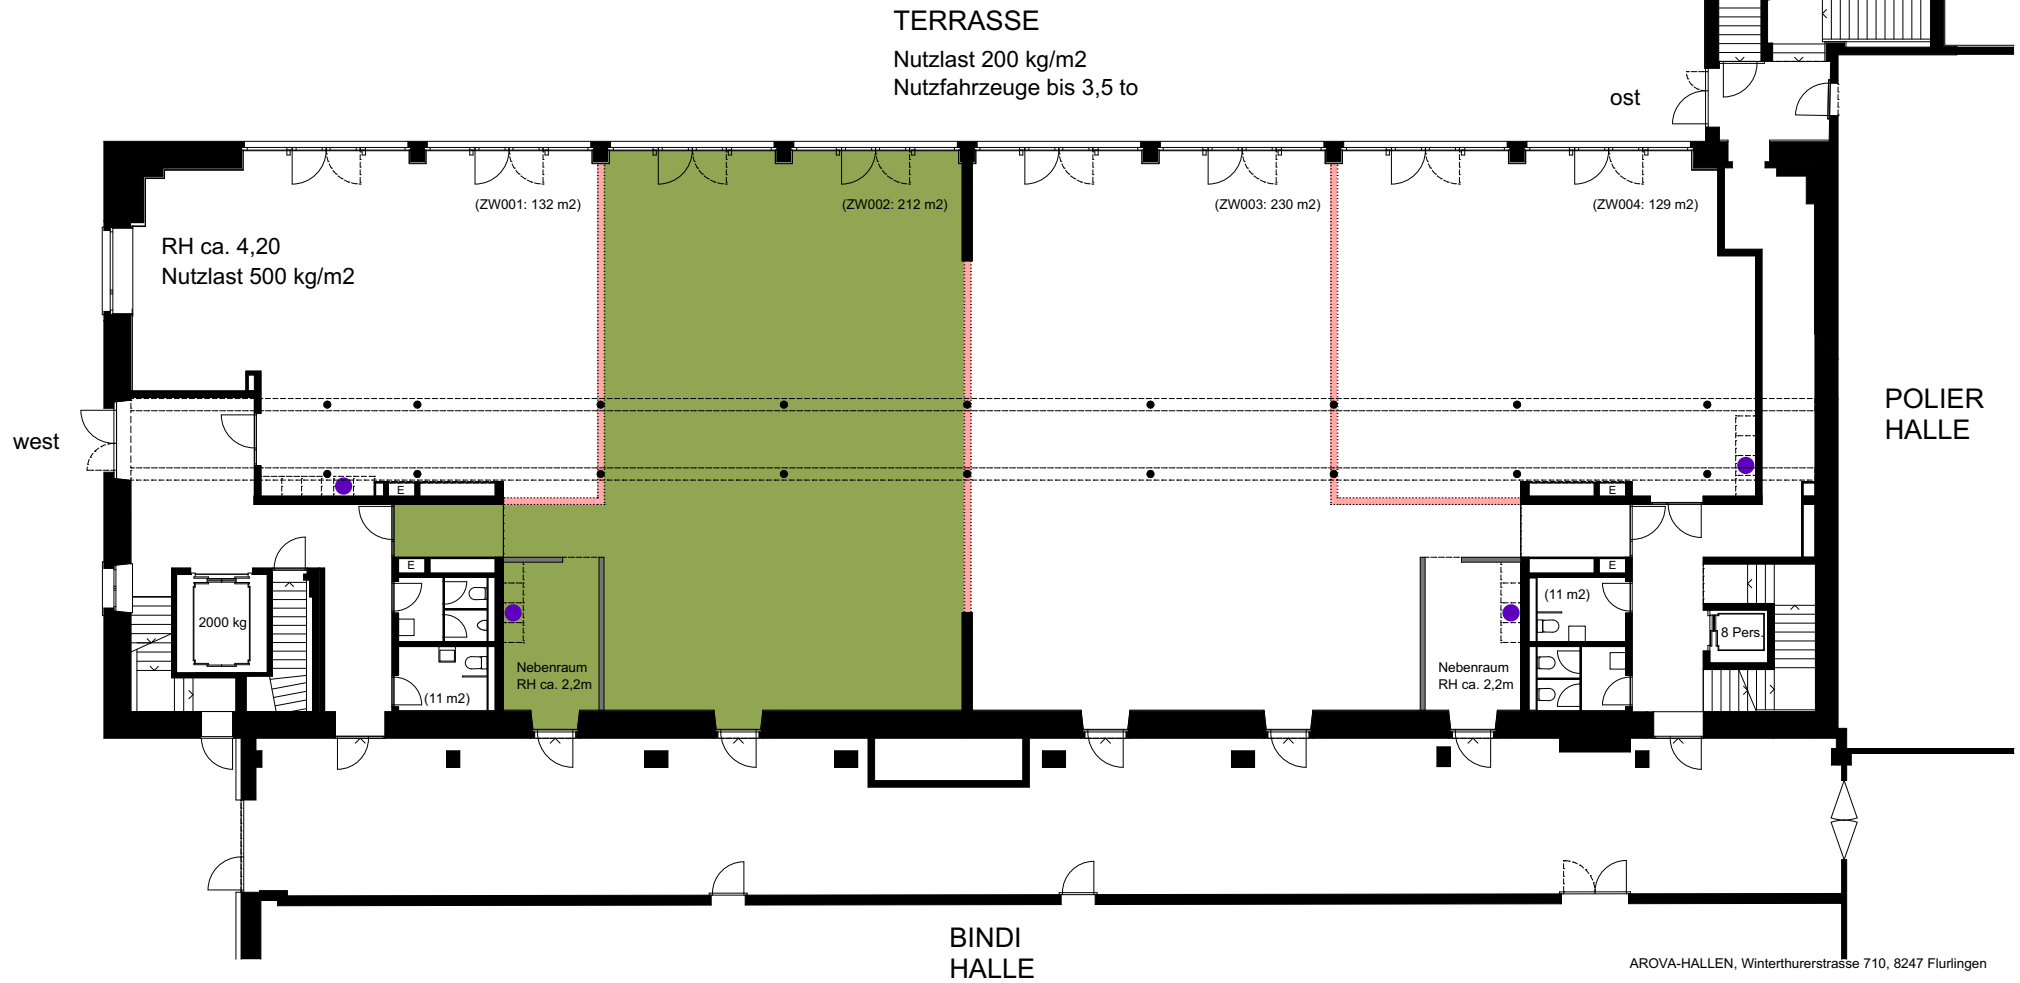 TERRASSE
Nutzlast 200 kg/m2
Nutzfahrzeuge bis 3,5 to
ost
(ZW001: 132 m2)
(ZW002: 212 m2)
(ZW003: 230 m2)
(ZW004: 129 m2)
RH ca. 4,20
Nutzlast 500 kg/m2
west
POLIER
HALLE
E
E
E
E
2000 kg
(11 m2)
(11 m2)
8 Pers.
Nebenraum
RH ca. 2,2m
Nebenraum
RH ca. 2,2m
BINDI
HALLE
AROVA-HALLEN, Winterthurerstrasse 710, 8247 Flurlingen